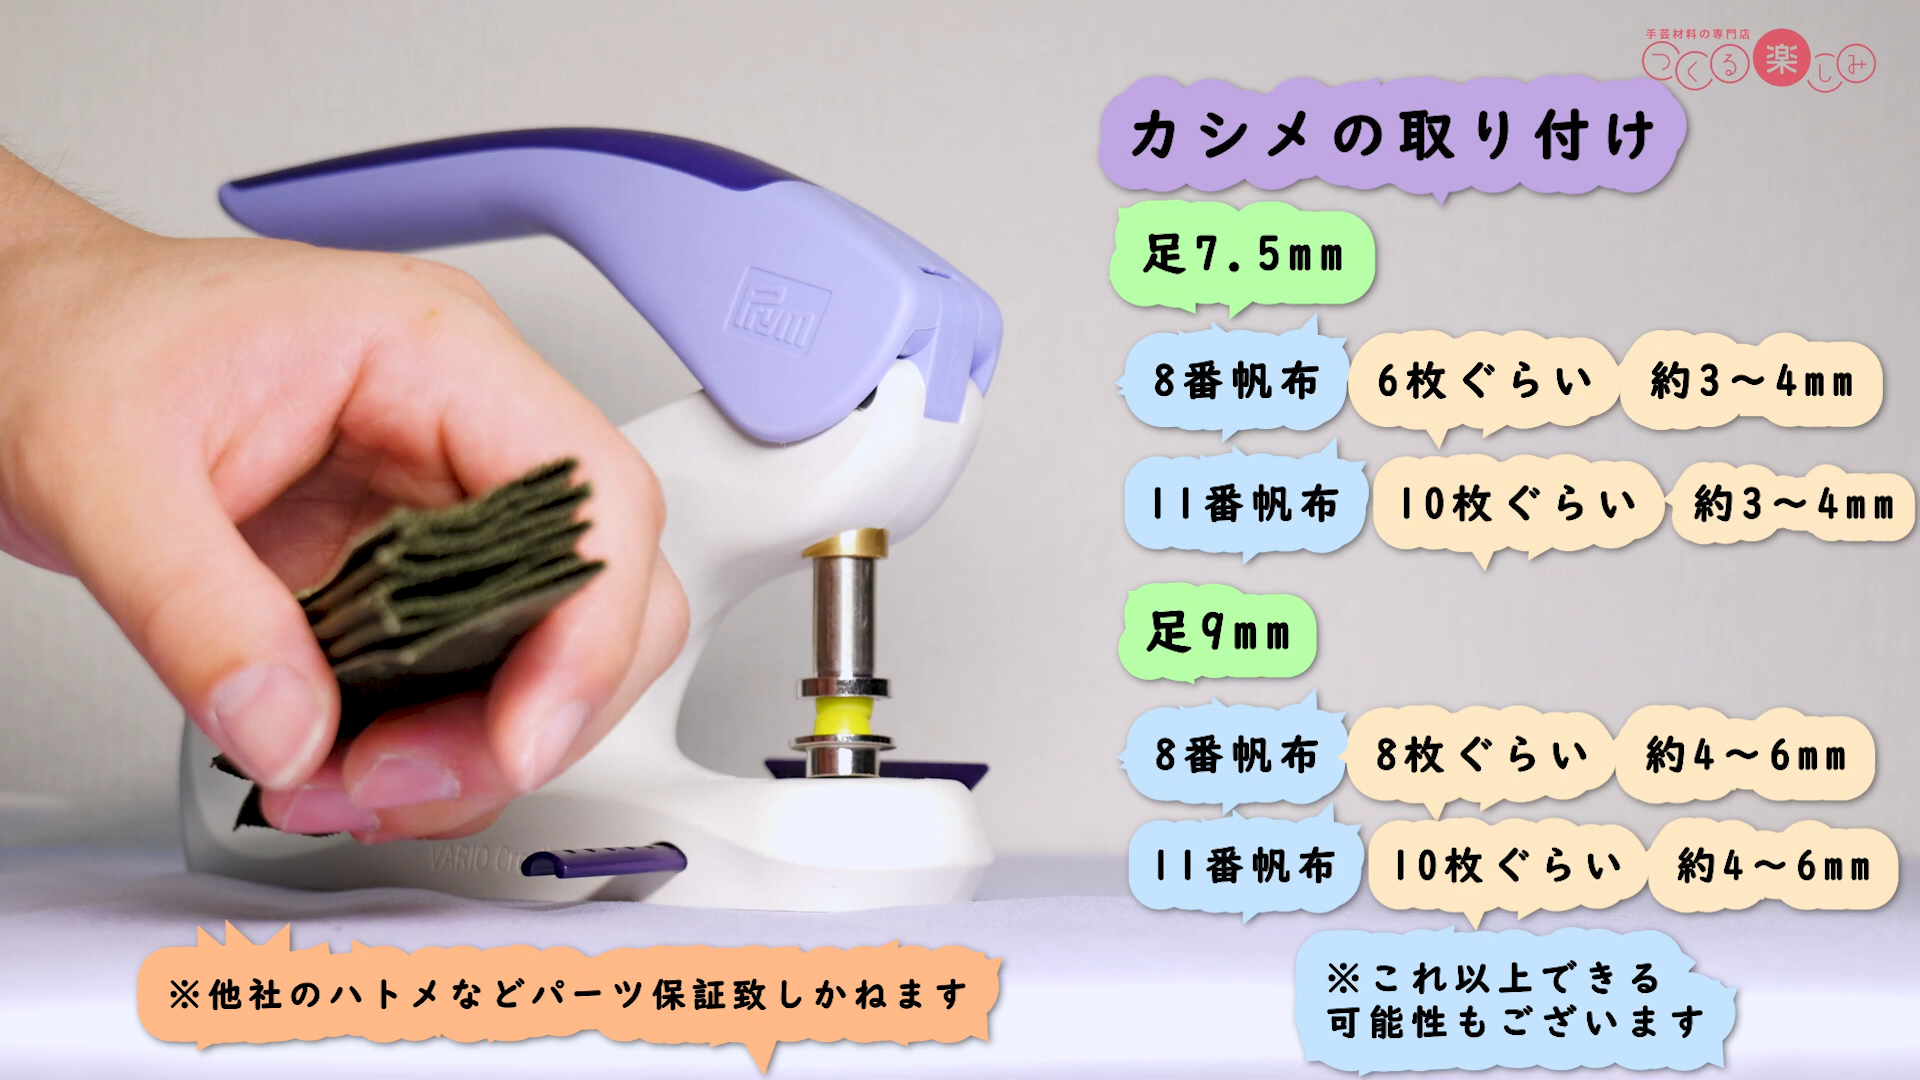 手芸材料の専門店
つくる楽しみ
カシメの取り付け
足7.5mm
8番帆布 6枚ぐらい 約3~4mm
11番帆布 10枚ぐらい 約3~4mm
足9mm
8番帆布 8枚ぐらい 約4~6mm
11番帆布 10枚ぐらい 約4~6mm
※これ以上できる
可能性もございます
Prym
VARIO
※他社のハトメなどパーツ保証致しかねます